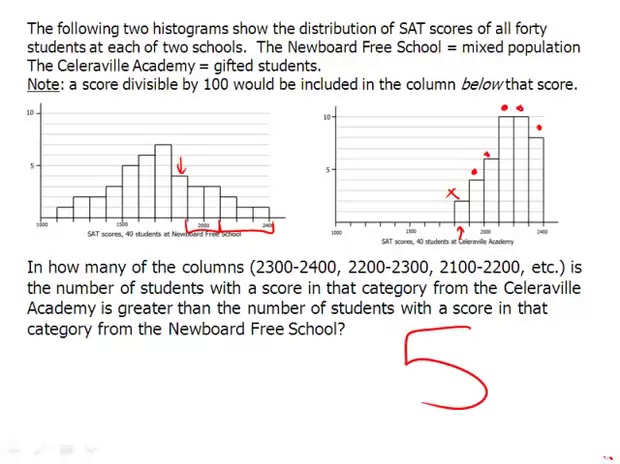 The following two histograms show the distribution of SAT scores of all forty
students at each of two schools. The Newboard Free School = mixed population
The Celeraville Academy = gifted students.
Note: a score divisible by 100 would be included in the column below that score.
10
5
1000 1500 2000 2400
SAT scores, 40 students at Newboard Free School
10
5
1000 1500 2000 2400
SAT scores, 40 students at Celeraville Academy
In how many of the columns (2300-2400, 2200-2300, 2100-2200, etc.) is
the number of students with a score in that category from the Celeraville
Academy is greater than the number of students with a score in that
category from the Newboard Free School?
5